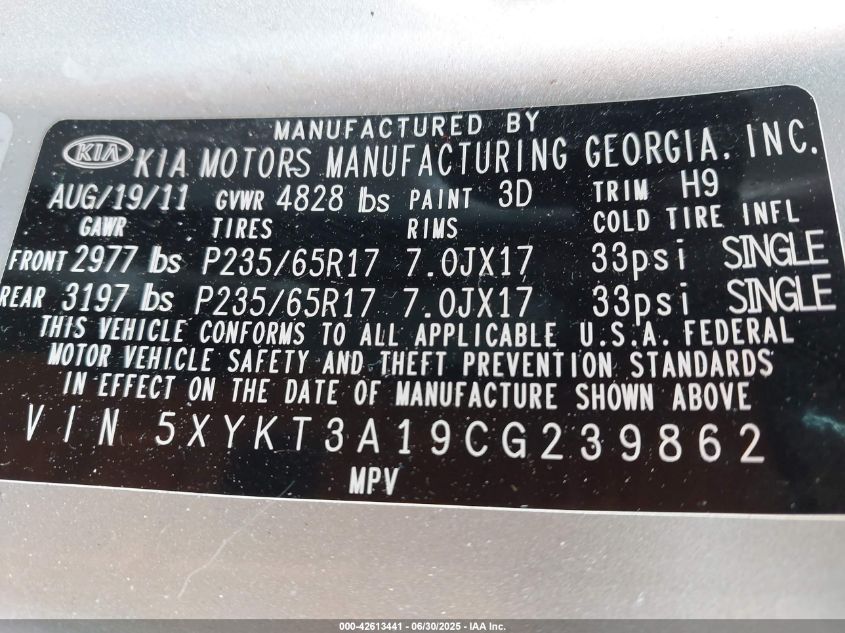 MANUFACTURED BY
KIA KIA MOTORS MANUFACTURING GEORGIA, INC.
AUG/19/11 GVWR 4828 lbs PAINT 3D TRIM H9
GAWR TIRES RIMS COLD TIRE INFL
FRONT 2977 lbs P235/65R17 7.0JX17 33psi SINGLE
REAR 3197 lbs P235/65R17 7.0JX17 33psi SINGLE
THIS VEHICLE CONFORMS TO ALL APPLICABLE U.S.A. FEDERAL
MOTOR VEHICLE SAFETY AND THEFT PREVENTION STANDARDS
IN EFFECT ON THE DATE OF MANUFACTURE SHOWN ABOVE
VIN 5XYKT3A19CG239862
MPV
000-42613441 - 06/30/2025 - IAA Inc.